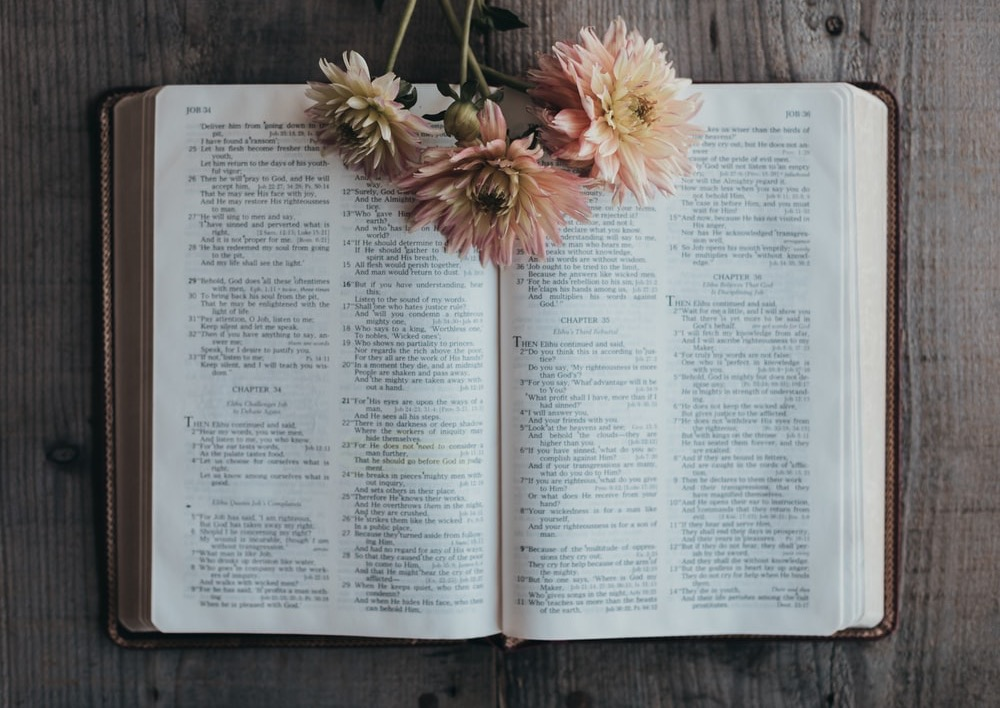 JOB 34
JOB 36
'Deliver him from going down to the
pit,
I have found a ransom';
25 Let his flesh become fresher than
youth,
Let him return to the days of his youth-
ful vigor;
26 Then he will pray to God, and He will
accept him,
That he may see His face with joy,
And He may restore His righteousness
to man.
27 "He will sing to men and say,
'I have sinned and perverted what is
right,
And it is not proper for me.
28 'He has redeemed my soul from going
to the pit,
And my life shall see the light.'
29 "Behold, God does all these oftentimes
with men,
30 To bring back his soul from the pit,
That he may be enlightened with the
light of life.
31 "Pay attention, O Job, listen to me;
Keep silent and let me speak.
32 "Then if you have anything to say, an-
swer me;
Speak, for I desire to justify you.
33 "If not, listen to me;
Keep silent, and I will teach you wis-
dom."
CHAPTER 34
Elihu Challenges Job
THEN Elihu continued and said,
2 "Hear my words, you wise men,
And listen to me, you who know.
3 "For the ear tests words,
As the palate tastes food.
4 "Let us choose for ourselves what is
right;
Let us know among ourselves what is
good.
5 "For Job has said, 'I am righteous,
But God has taken away my right;
6 Should I lie concerning my right?
My wound is incurable, though I am
without transgression.'
7 "What man is like Job,
Who drinks up derision like water,
8 Who goes in company with the work-
ers of iniquity,
And walks with wicked men?
9 "For he has said, 'It profits a man noth-
ing
When he is pleased with God.'
way
12 "Surely, God
And the Almighty
tice.
13 "Who gave Him
earth?
And who has
world?
14 "If He should determine to
If He should gather to
spirit and His breath,
15 All flesh would perish together,
And man would return to dust.
16 "But if you have understanding, hear
this;
Listen to the sound of my words.
17 "Shall one who hates justice rule?
And will you condemn a righteous
mighty one,
18 Who says to a king, 'Worthless one,'
To nobles, 'Wicked ones';
19 Who shows no partiality to princes,
Nor regards the rich above the poor,
For they all are the work of His hands?
20 "In a moment they die, and at midnight
People are shaken and pass away,
And the mighty are taken away with-
out a hand.
21 "For His eyes are upon the ways of a
man,
And He sees all his steps.
22 "There is no darkness or deep shadow
Where the workers of iniquity may
hide themselves.
23 "For He does not need to consider a
man further,
That he should go before God in judg-
ment.
24 "He breaks in pieces mighty men with-
out inquiry,
And sets others in their place.
25 "Therefore He knows their works,
And He overthrows them in the night,
And they are crushed.
26 "He strikes them like the wicked
In a public place,
27 Because they turned aside from follow-
ing Him,
And had no regard for any of His ways;
28 So that they caused the cry of the poor
to come to Him,
And that He might hear the cry of the
afflicted—
29 When He keeps quiet, who then can
condemn?
And when He hides His face, who then
can behold Him,
declare what you know.
understanding will say to me,
man who hears me,
35 speaks without knowledge,
words are without wisdom.
36 'Job ought to be tried to the limit,
Because he answers like wicked men.
37 'For he adds rebellion to his sin;
He claps his hands among us,
And multiplies his words against
God.'"
CHAPTER 35
THEN Elihu continued and said,
2 "Do you think this is according to jus-
tice?
Do you say, 'My righteousness is more
than God's'?
3 "For you say, 'What advantage will it be
to You?
What profit shall I have, more than if I
had sinned?'
4 "I will answer you,
And your friends with you.
5 "Look at the heavens and see;
And behold the clouds—they are
higher than you.
6 "If you have sinned, what do you ac-
complish against Him?
And if your transgressions are many,
what do you do to Him?
7 "If you are righteous, what do you give
to Him?
Or what does He receive from your
hand?
8 "Your wickedness is for a man like
yourself,
And your righteousness is for a son of
man.
9 "Because of the multitude of oppres-
sions they cry out;
They cry for help because of the arm of
the mighty.
10 "But no one says, 'Where is God my
Maker,
Who gives songs in the night,
11 Who teaches us more than the beasts
of the earth,
makes us wiser than the birds of
the heavens?'
they cry out, but He does not an-
swer
Because of the pride of evil men.
God will not listen to an empty
Nor will the Almighty regard it.
"How much less when you say you do
not behold Him,
The case is before Him, and you must
wait for Him!
15 "And now, because He has not visited in
His anger,
Nor has He acknowledged transgres-
sion well,
16 So Job opens his mouth emptily;
He multiplies words without knowl-
edge."
CHAPTER 36
THEN Elihu continued and said,
2 "Wait for me a little, and I will show you
That there is yet more to be said in
God's behalf.
3 "I will fetch my knowledge from afar,
And I will ascribe righteousness to my
Maker.
4 "For truly my words are not false;
One who is perfect in knowledge is
with you.
5 "Behold, God is mighty but does not de-
spise any;
He is mighty in strength of understand-
ing.
6 "He does not keep the wicked alive,
But gives justice to the afflicted.
7 "He does not withdraw His eyes from
the righteous;
But with kings on the throne
He has seated them forever, and they
are exalted.
8 "And if they are bound in fetters,
And are caught in the cords of afflic-
tion,
9 Then He declares to them their work
And their transgressions, that they
have magnified themselves.
10 "And He opens their ear to instruction,
And commands that they return from
evil.
11 "If they hear and serve Him,
They shall end their days in prosperity,
And their years in pleasures.
12 "But if they do not hear, they shall per-
ish by the sword,
And they shall die without knowledge.
13 "But the godless in heart lay up anger;
They do not cry for help when He binds
them.
14 "They die in youth,
And their life perishes among the cult
prostitutes.